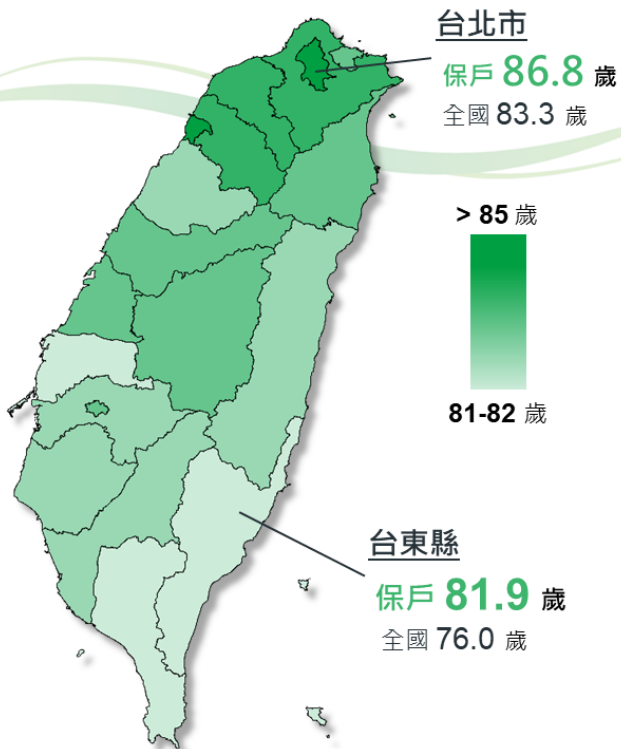 台北市
保戶 86.8 歲
全國 83.3 歲
> 85 歲
81-82 歲
台東縣
保戶 81.9 歲
全國 76.0 歲